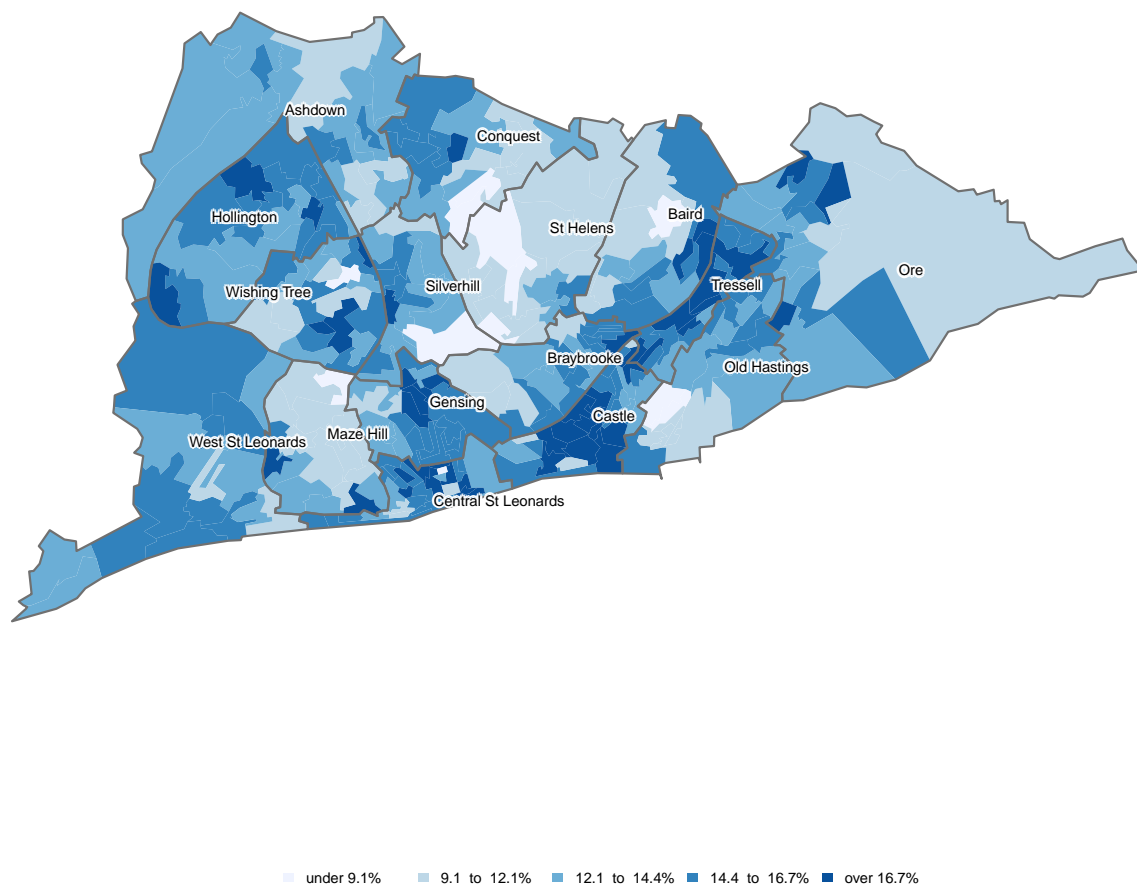 Ashdown
Conquest
Hollington
Baird
St Helens
Ore
Wishing Tree
Silverhill
Tressell
Braybrooke
Old Hastings
Gensing
Castle
Maze Hill
West St Leonards
Central St Leonards
under 9.1% 9.1 to 12.1% 12.1 to 14.4% 14.4 to 16.7% over 16.7%